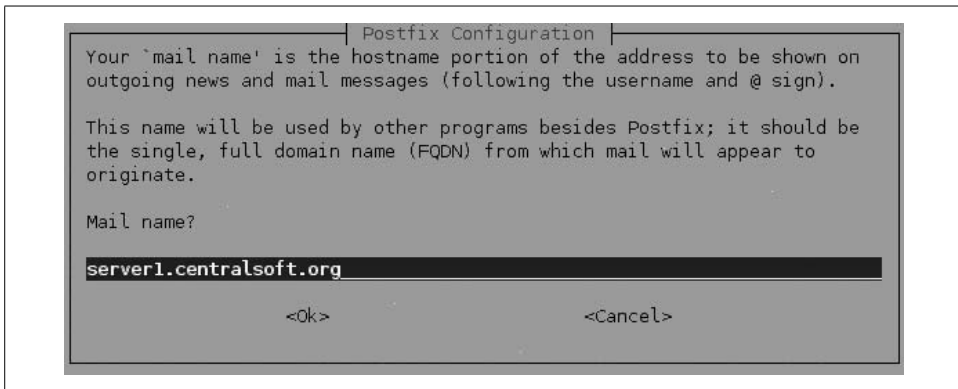 Postfix Configuration
Your `mail name' is the hostname portion of the address to be shown on
outgoing news and mail messages (following the username and @ sign).
This name will be used by other programs besides Postfix; it should be
the single, full domain name (FQDN) from which mail will appear to
originate.
Mail name?
server1.centralsoft.org
<Ok> <Cancel>